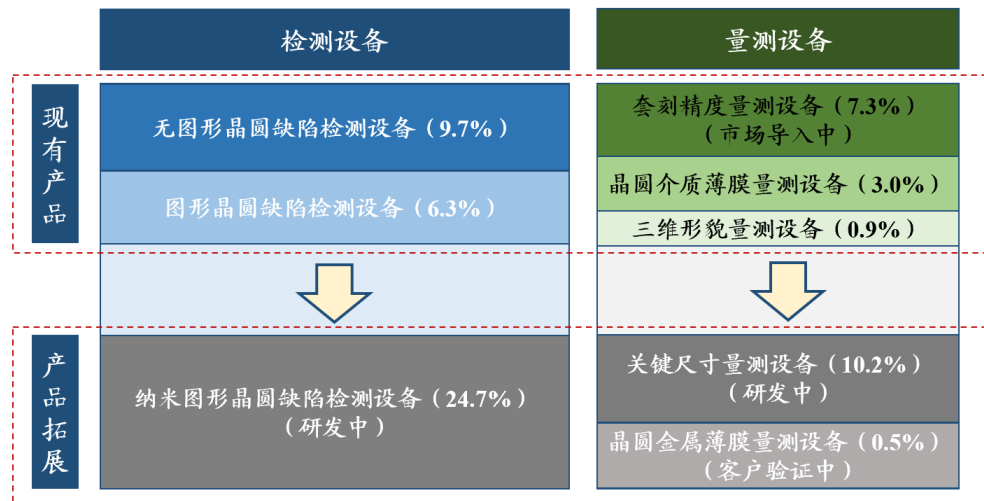 检测设备
量测设备
现有产品
无图形晶圆缺陷检测设备（9.7%）
图形晶圆缺陷检测设备（6.3%）
套刻精度量测设备（7.3%）
（市场导入中）
晶圆介质薄膜量测设备（3.0%）
三维形貌量测设备（0.9%）
产品拓展
纳米图形晶圆缺陷检测设备（24.7%）
（研发中）
关键尺寸量测设备（10.2%）
（研发中）
晶圆金属薄膜量测设备（0.5%）
（客户验证中）